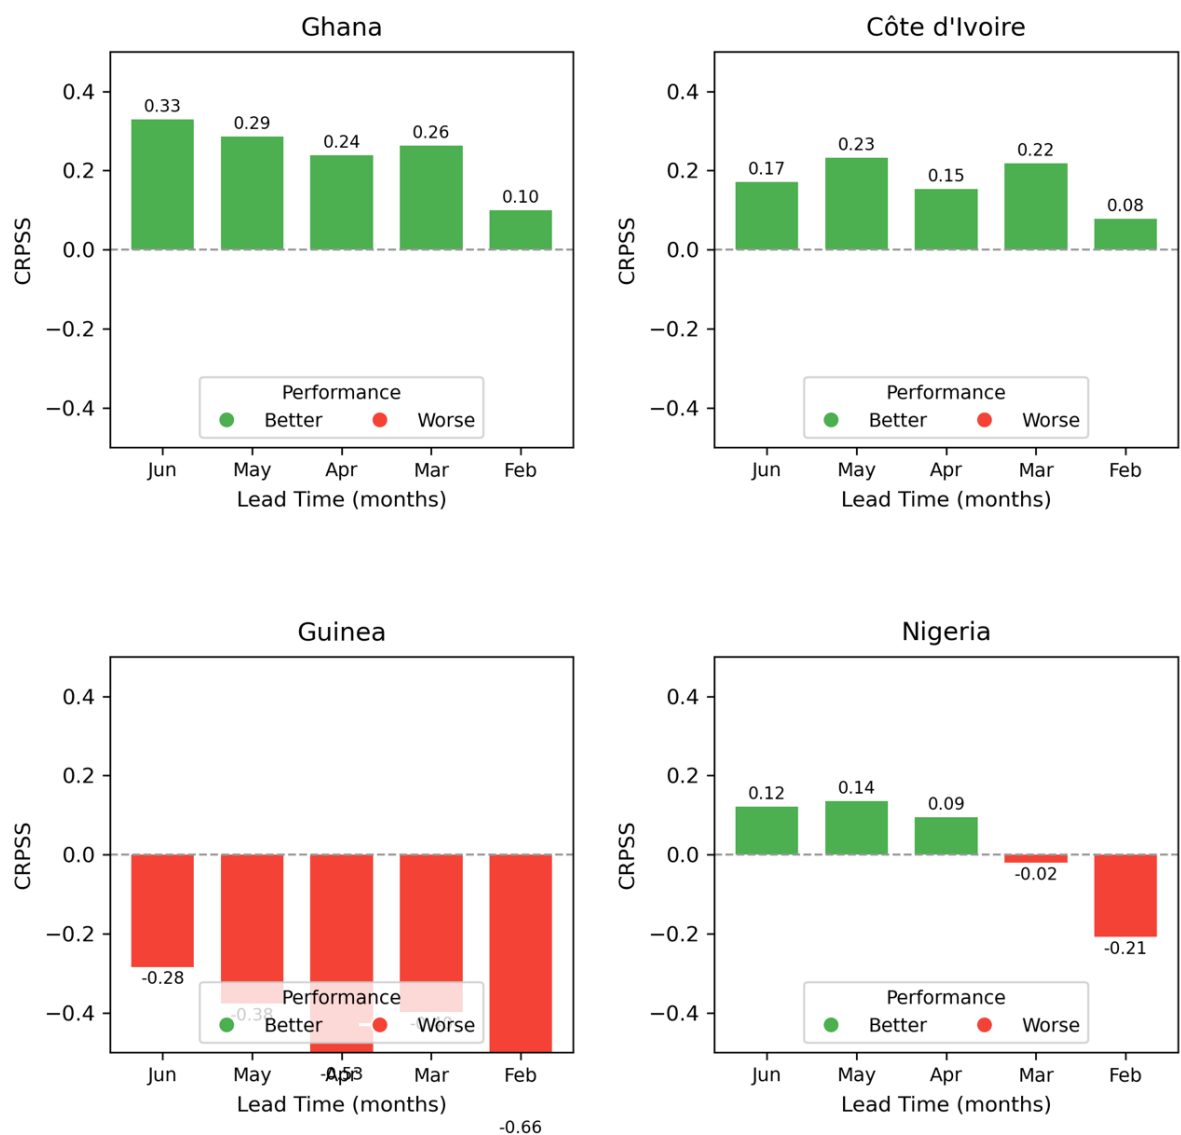 Ghana
CRPSS
0.4
0.2
0.0
−0.2
−0.4
0.33
0.29
0.24
0.26
0.10
Performance
Better Worse
Jun May Apr Mar Feb
Lead Time (months)
Côte d'Ivoire
CRPSS
0.4
0.2
0.0
−0.2
−0.4
0.17
0.23
0.15
0.22
0.08
Performance
Better Worse
Jun May Apr Mar Feb
Lead Time (months)
Guinea
CRPSS
0.4
0.2
0.0
−0.2
−0.4
-0.28
-0.38
-0.53
-0.66
Performance
Better Worse
Jun May Apr Mar Feb
Lead Time (months)
Nigeria
CRPSS
0.4
0.2
0.0
−0.2
−0.4
0.12
0.14
0.09
-0.02
-0.21
Performance
Better Worse
Jun May Apr Mar Feb
Lead Time (months)